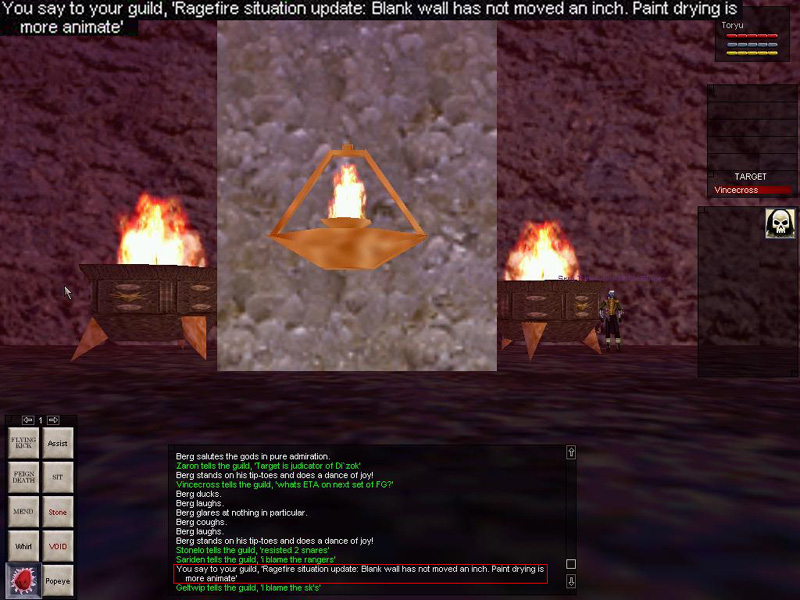 You say to your guild, 'Ragefire situation update: Blank wall has not moved an inch. Paint drying is
more animate'
Toryu
TARGET
Vincecross
1
FLYING KICK
Assist
FEIGN DEATH
SIT
MEND
Stone
Whirl
VOID
Popeye
Berg salutes the gods in pure admiration.
Zaron tells the guild, 'Target is judicator of Di`zok'
Berg stands on his tip-toes and does a dance of joy!
Vincecross tells the guild, 'whats ETA on next set of FG?'
Berg ducks.
Berg laughs.
Berg glares at nothing in particular.
Berg coughs.
Berg laughs.
Berg stands on his tip-toes and does a dance of joy!
Stonelo tells the guild, 'resisted 2 snares'
Sariden tells the guild, 'i blame the rangers'
You say to your guild, 'Ragefire situation update: Blank wall has not moved an inch. Paint drying is
more animate'
Geltwip tells the guild, 'I blame the sk's'